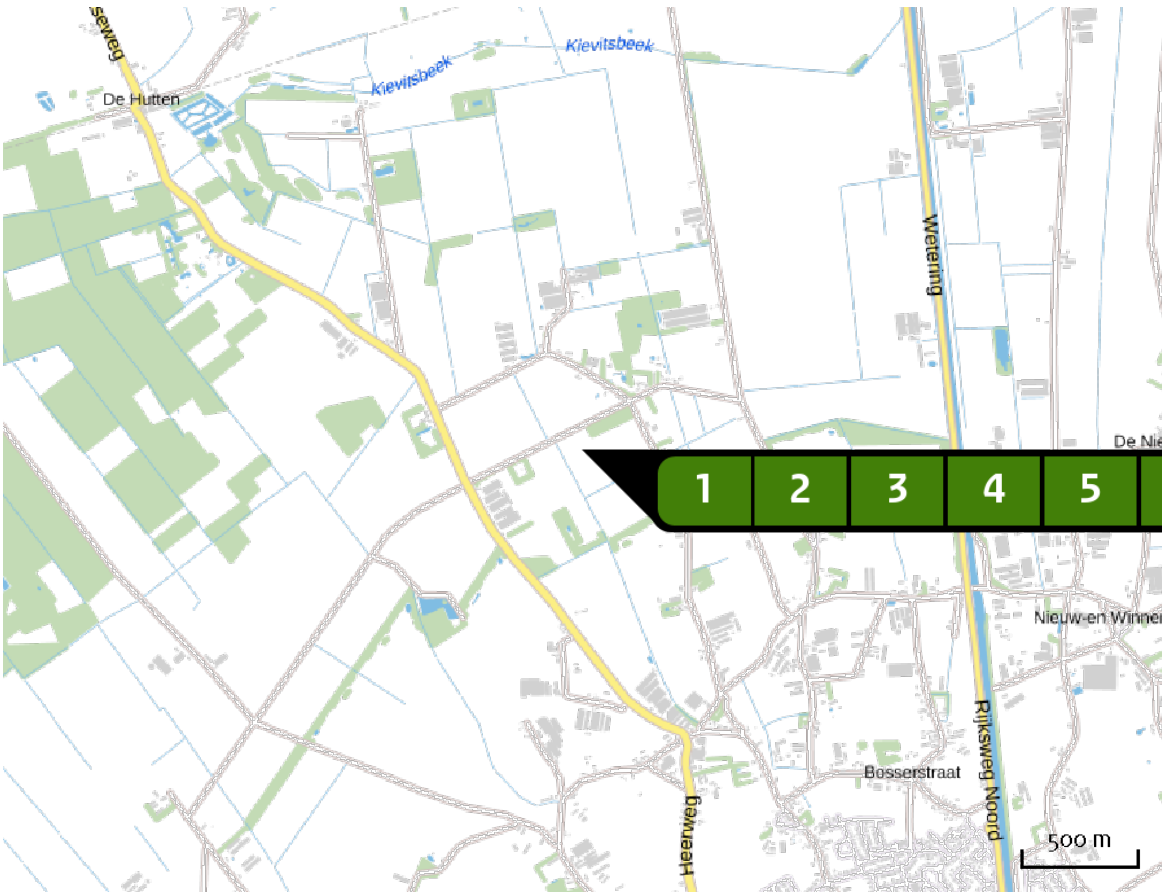 seweg
Kievitsbeek
Kievitsbeek
De Hutten
Wetering
De Nie
1 2 3 4 5
Nieuw-en Winner
Rijksweg Noord
Bosserstraat
Heerweg
500 m